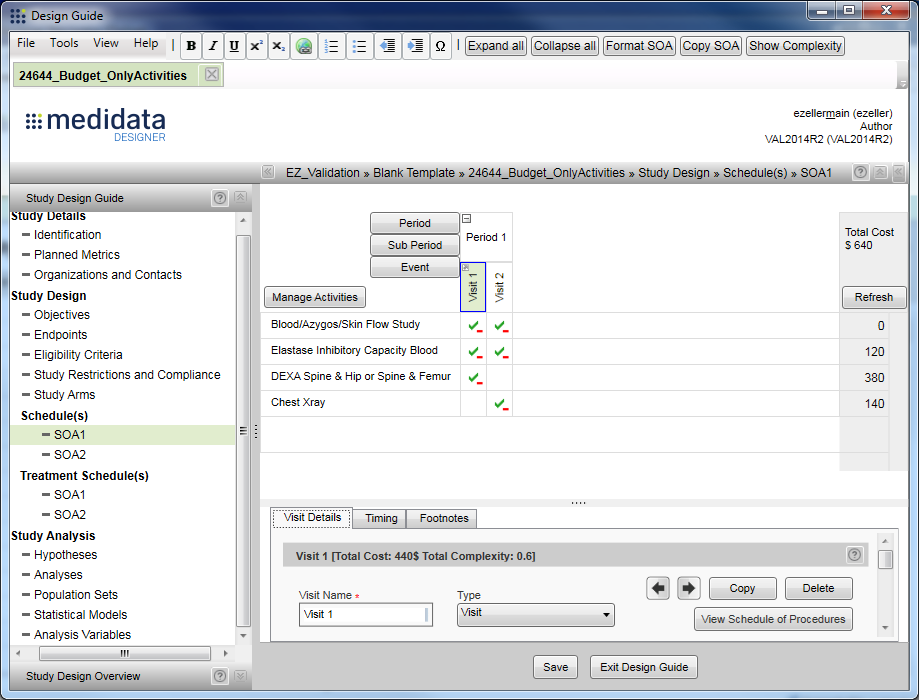 Design Guide
File Tools View Help B I U x² x₂ Ω Expand all Collapse all Format SOA Copy SOA Show Complexity
24644_Budget_OnlyActivities
medidata
DESIGNER
ezellermain (ezeller)
Author
VAL2014R2 (VAL2014R2)
EZ_Validation » Blank Template » 24644_Budget_OnlyActivities » Study Design » Schedule(s) » SOA1
Study Design Guide
Study Details
Identification
Planned Metrics
Organizations and Contacts
Study Design
Objectives
Endpoints
Eligibility Criteria
Study Restrictions and Compliance
Study Arms
Schedule(s)
SOA1
SOA2
Treatment Schedule(s)
SOA1
SOA2
Study Analysis
Hypotheses
Analyses
Population Sets
Statistical Models
Analysis Variables
Study Design Overview
Period
Sub Period
Event
Period 1
Visit 1
Visit 2
Manage Activities
Total Cost
$ 640
Refresh
Blood/Azygos/Skin Flow Study 0
Elastase Inhibitory Capacity Blood 120
DEXA Spine & Hip or Spine & Femur 380
Chest Xray 140
Visit Details Timing Footnotes
Visit 1 [Total Cost: 440$ Total Complexity: 0.6]
Visit Name *
Visit 1
Type
Visit
Copy Delete
View Schedule of Procedures
Save Exit Design Guide